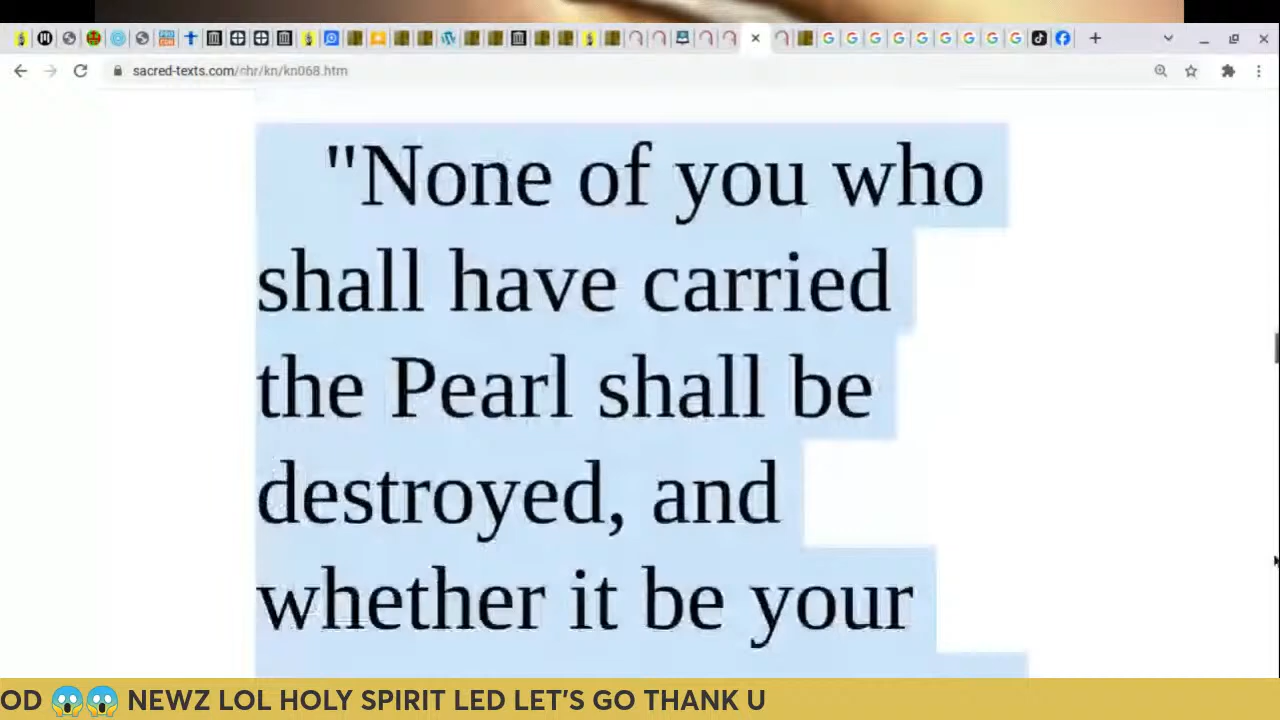 sacred-texts.com/chr/kn/kn068.htm
"None of you who
shall have carried
the Pearl shall be
destroyed, and
whether it be your
OD 😱😱 NEWZ LOL HOLY SPIRIT LED LET'S GO THANK U